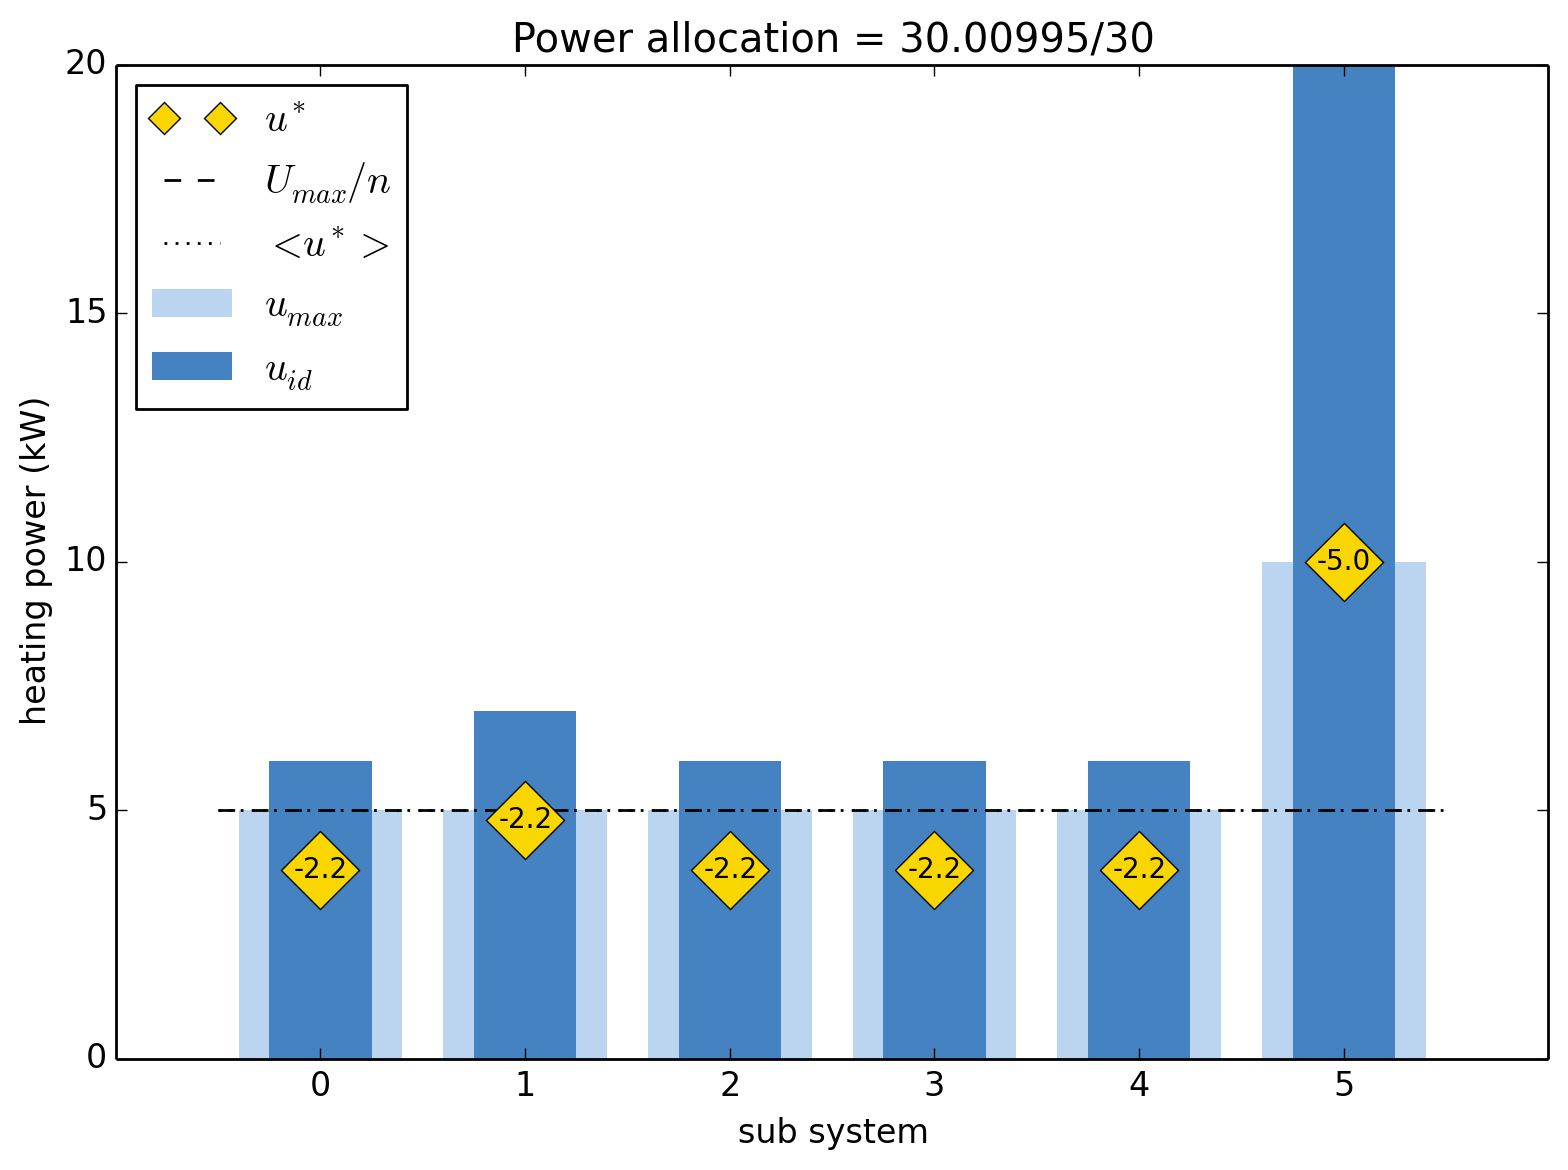 Power allocation = 30.00995/30
20
15
10
5
0
heating power (kW)
u*
U_max/n
<u*>
u_max
u_id
-2.2
-2.2
-2.2
-2.2
-2.2
-5.0
0 1 2 3 4 5
sub system